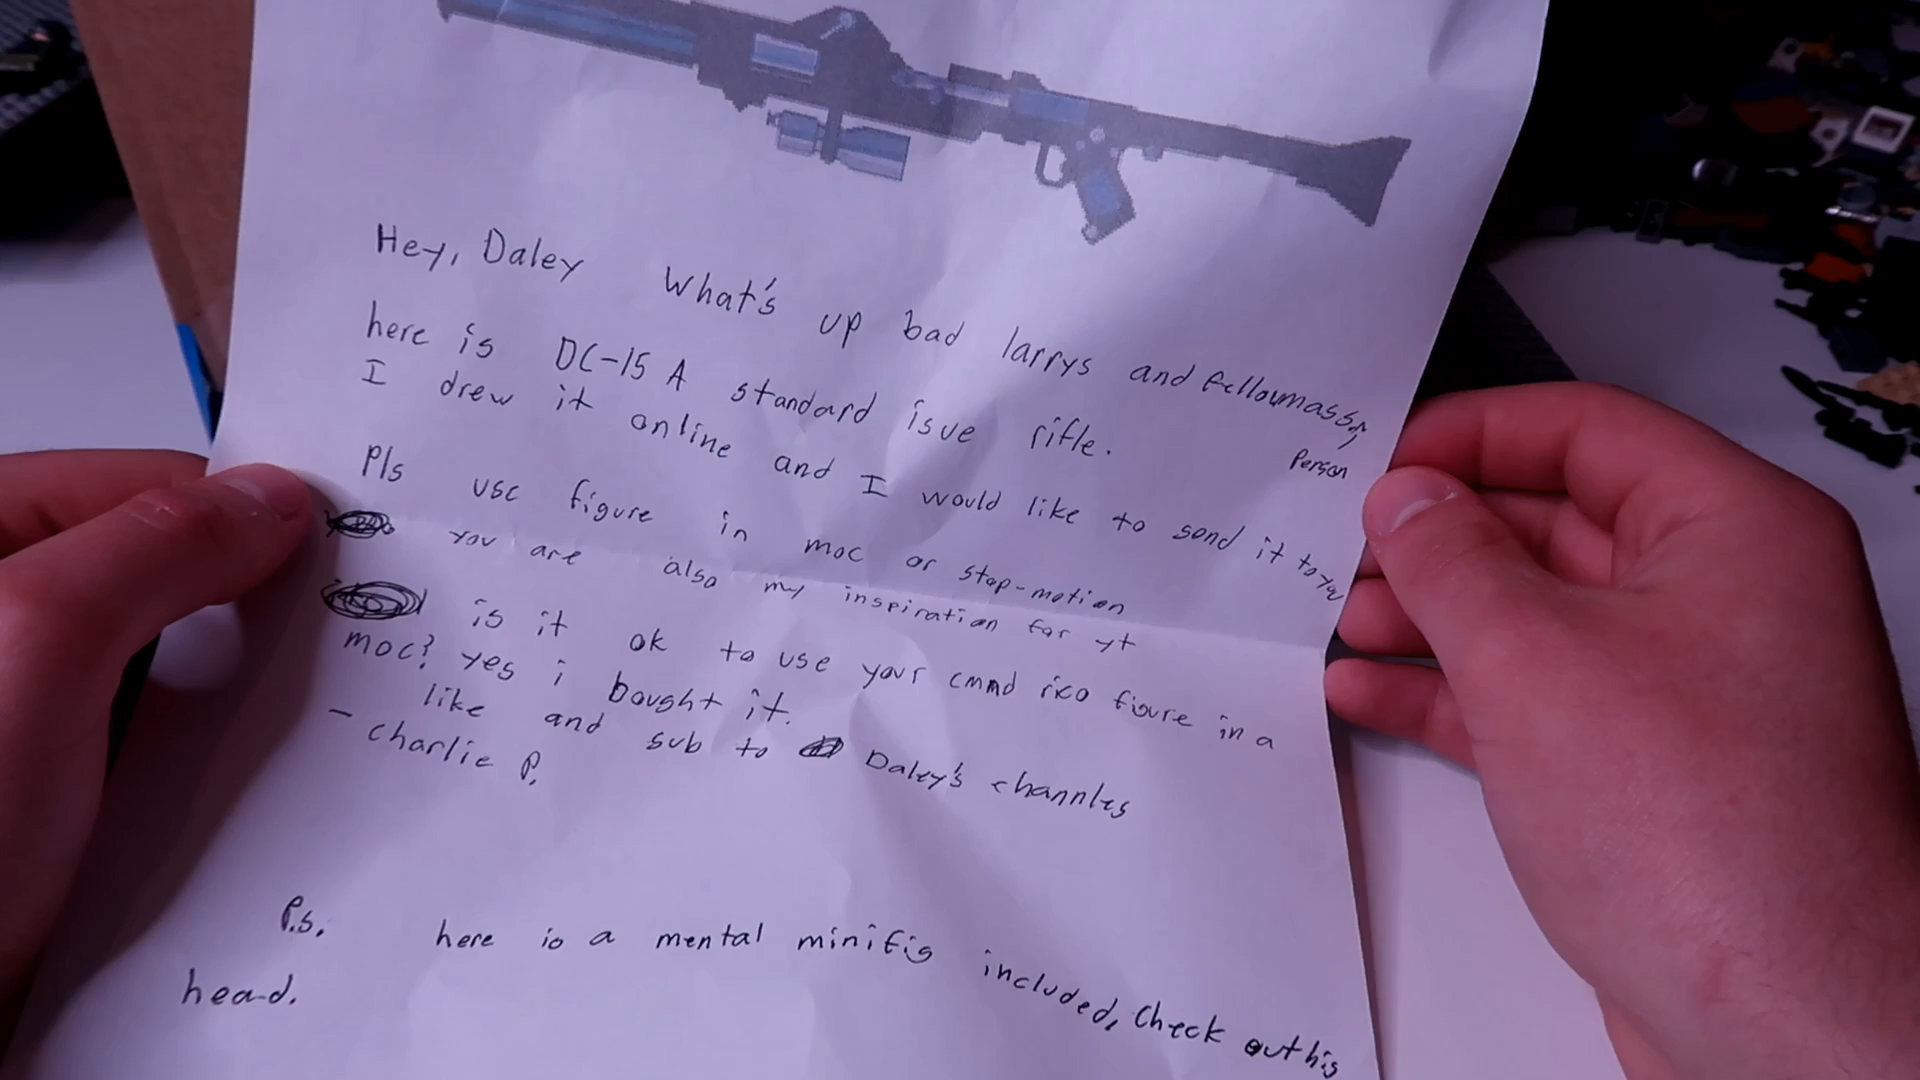 Hey, Daley What's up bad larrys and fellowmassr,
Person
here is DC-15 A standard isue rifle.
I drew it online and I would like to send it to you
Pls use figure in moc or stop-motion
you are also my inspiration for yt
is it ok to use your cmmd rico figure in a
moc? yes i bought it.
like and sub to Daley's channles
- charlie P.
P.s. here is a mental minifig included, Check out his
head.